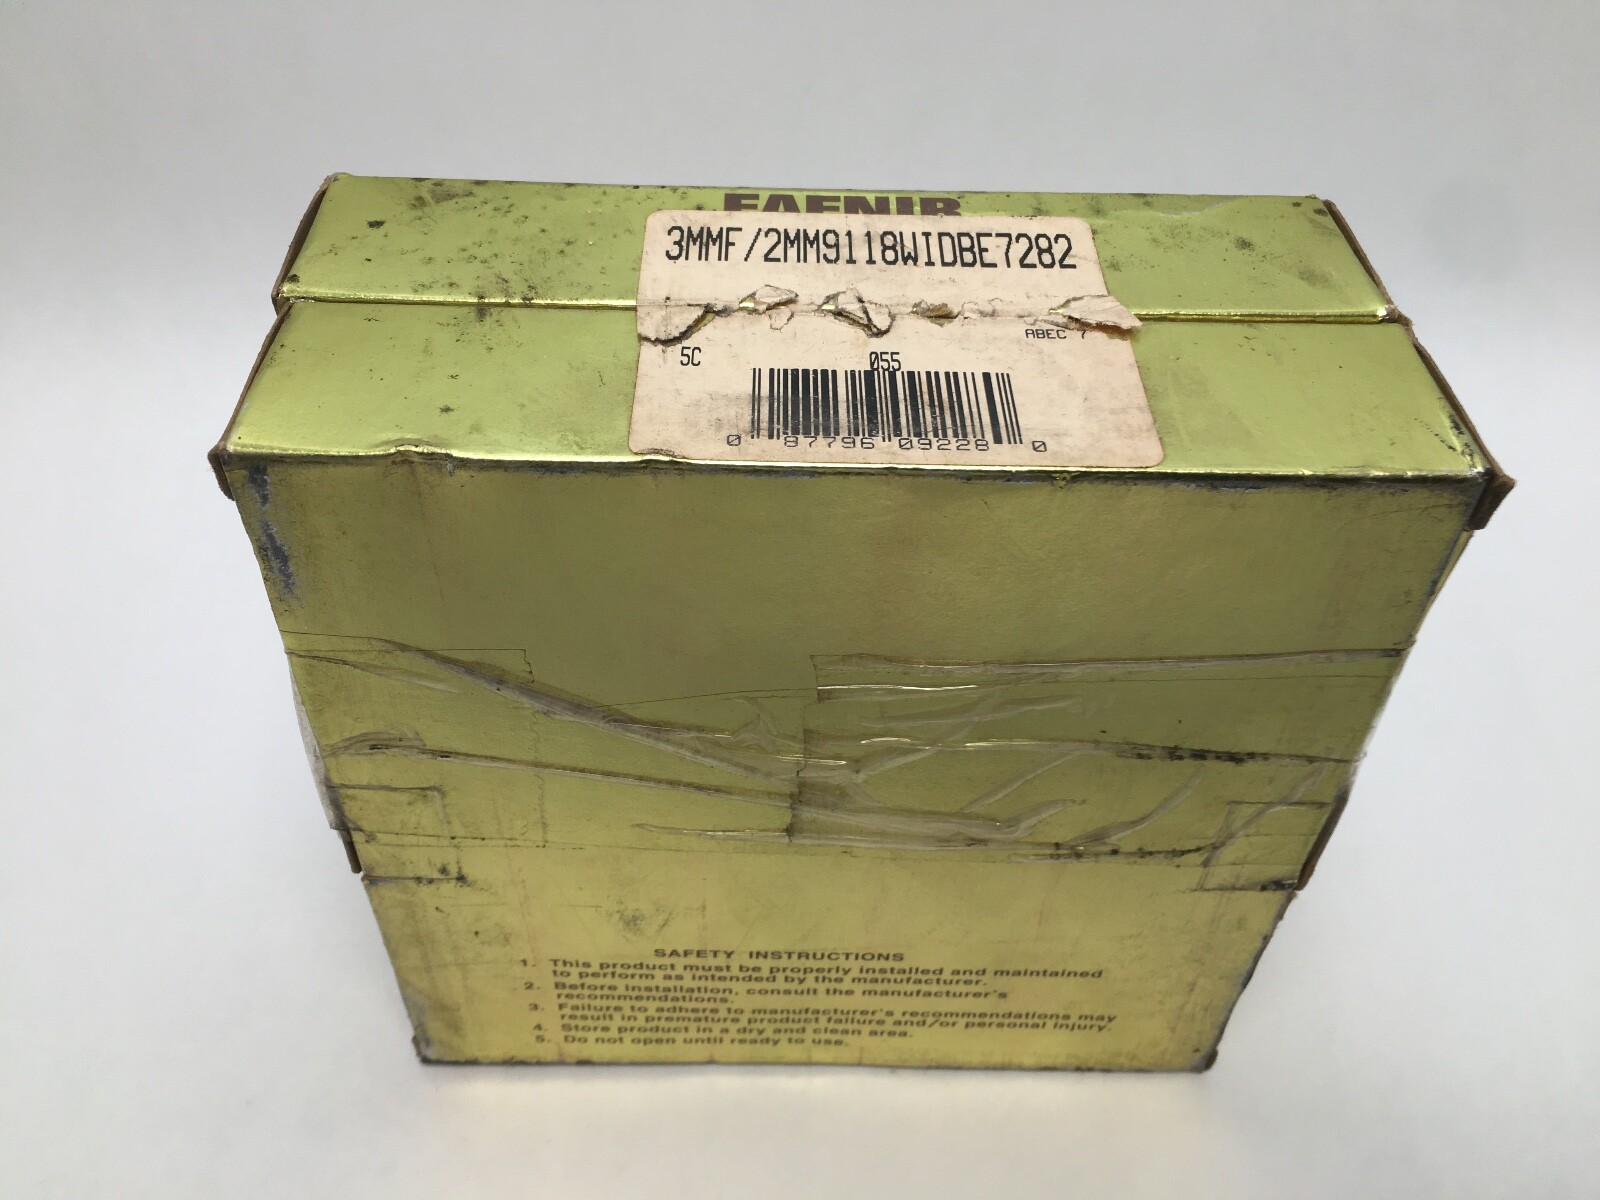 FAFNIR
3MMF/2MM9118WIDBE7282
ABEC 7
5C 055
0 87796 09228 0
SAFETY INSTRUCTIONS
1. This product must be properly installed and maintained
to perform as intended by the manufacturer.
2. Before installation, consult the manufacturer's
recommendations.
3. Failure to adhere to manufacturer's recommendations may
result in premature product failure and/or personal injury.
4. Store product in a dry and clean area.
5. Do not open until ready to use.